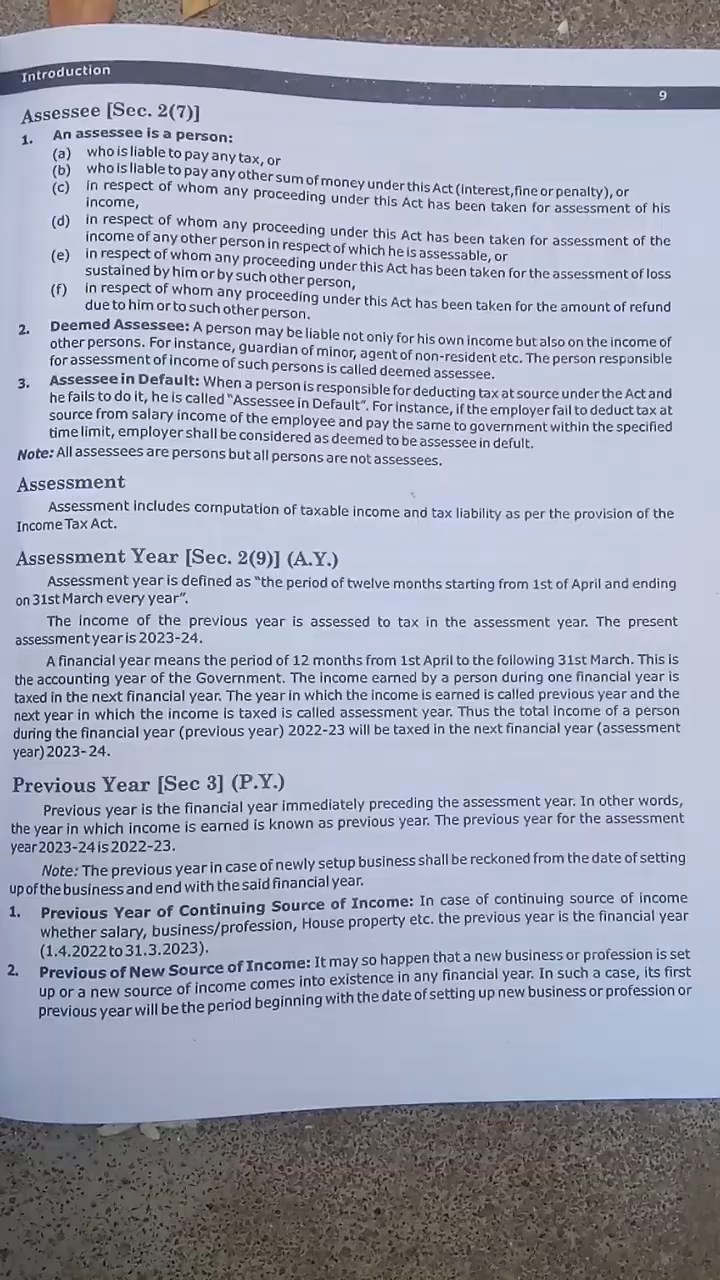 Introduction
9
Assessee [Sec. 2(7)]
1. An assessee is a person:
(a) who is liable to pay any tax, or
(b) who is liable to pay any other sum of money under this Act (interest, fine or penalty), or
(c) in respect of whom any proceeding under this Act has been taken for assessment of his
income,
(d) in respect of whom any proceeding under this Act has been taken for assessment of the
income of any other person in respect of which he is assessable, or
(e) in respect of whom any proceeding under this Act has been taken for the assessment of loss
sustained by him or by such other person,
(f) in respect of whom any proceeding under this Act has been taken for the amount of refund
due to him or to such other person.
2. Deemed Assessee: A person may be liable not only for his own income but also on the income of
other persons. For instance, guardian of minor, agent of non-resident etc. The person responsible
for assessment of income of such persons is called deemed assessee.
3. Assessee in Default: When a person is responsible for deducting tax at source under the Act and
he fails to do it, he is called "Assessee in Default". For instance, if the employer fail to deduct tax at
source from salary income of the employee and pay the same to government within the specified
time limit, employer shall be considered as deemed to be assessee in defult.
Note: All assessees are persons but all persons are not assessees.
Assessment
Assessment includes computation of taxable income and tax liability as per the provision of the
Income Tax Act.
Assessment Year [Sec. 2(9)] (A.Y.)
Assessment year is defined as "the period of twelve months starting from 1st of April and ending
on 31st March every year".
The income of the previous year is assessed to tax in the assessment year. The present
assessment year is 2023-24.
A financial year means the period of 12 months from 1st April to the following 31st March. This is
the accounting year of the Government. The income earned by a person during one financial year is
taxed in the next financial year. The year in which the income is earned is called previous year and the
next year in which the income is taxed is called assessment year. Thus the total income of a person
during the financial year (previous year) 2022-23 will be taxed in the next financial year (assessment
year) 2023-24.
Previous Year [Sec 3] (P.Y.)
Previous year is the financial year immediately preceding the assessment year. In other words,
the year in which income is earned is known as previous year. The previous year for the assessment
year 2023-24 is 2022-23.
Note: The previous year in case of newly setup business shall be reckoned from the date of setting
up of the business and end with the said financial year.
1. Previous Year of Continuing Source of Income: In case of continuing source of income
whether salary, business/profession, House property etc. the previous year is the financial year
(1.4.2022 to 31.3.2023).
2. Previous of New Source of Income: It may so happen that a new business or profession is set
up or a new source of income comes into existence in any financial year. In such a case, its first
previous year will be the period beginning with the date of setting up new business or profession or